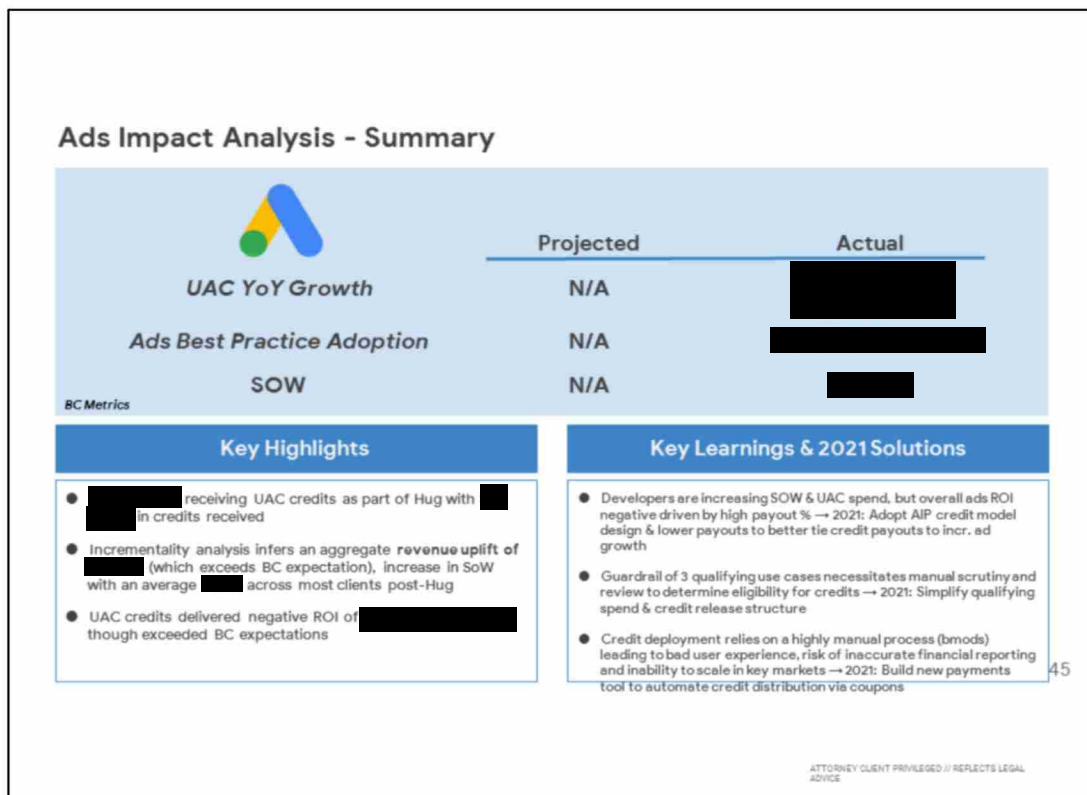 Ads Impact Analysis - Summary
Projected Actual
UAC YoY Growth N/A
Ads Best Practice Adoption N/A
SOW N/A
BC Metrics
Key Highlights
● receiving UAC credits as part of Hug with
in credits received
● Incrementality analysis infers an aggregate revenue uplift of
(which exceeds BC expectation), increase in SoW
with an average across most clients post-Hug
● UAC credits delivered negative ROI of
though exceeded BC expectations
Key Learnings & 2021 Solutions
● Developers are increasing SOW & UAC spend, but overall ads ROI
negative driven by high payout % → 2021: Adopt AIP credit model
design & lower payouts to better tie credit payouts to incr. ad
growth
● Guardrail of 3 qualifying use cases necessitates manual scrutiny and
review to determine eligibility for credits → 2021: Simplify qualifying
spend & credit release structure
● Credit deployment relies on a highly manual process (bmods)
leading to bad user experience, risk of inaccurate financial reporting
and inability to scale in key markets → 2021: Build new payments
tool to automate credit distribution via coupons
45
ATTORNEY CLIENT PRIVILEGED // REFLECTS LEGAL
ADVICE